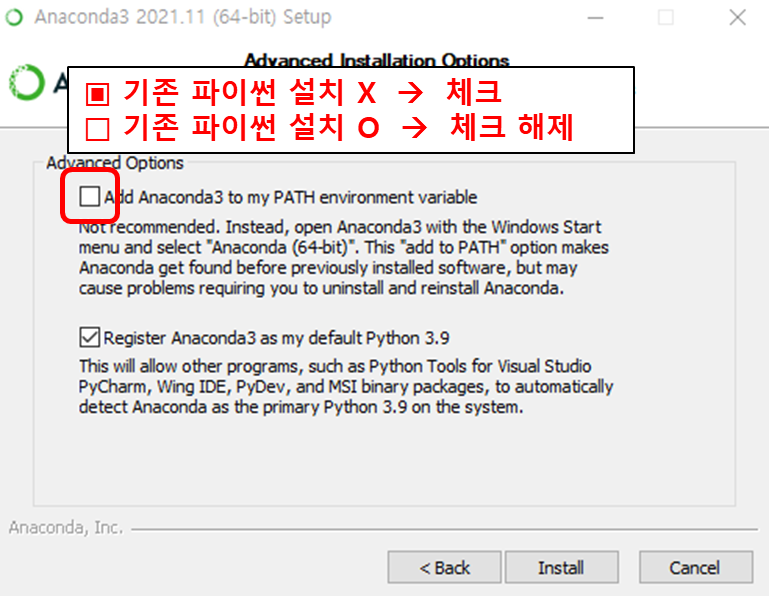 Anaconda3 2021.11 (64-bit) Setup
Advanced Installation Options
▣ 기존 파이썬 설치 X → 체크
□ 기존 파이썬 설치 O → 체크 해제
Advanced Options
Add Anaconda3 to my PATH environment variable
Not recommended. Instead, open Anaconda3 with the Windows Start
menu and select "Anaconda (64-bit)". This "add to PATH" option makes
Anaconda get found before previously installed software, but may
cause problems requiring you to uninstall and reinstall Anaconda.
Register Anaconda3 as my default Python 3.9
This will allow other programs, such as Python Tools for Visual Studio
PyCharm, Wing IDE, PyDev, and MSI binary packages, to automatically
detect Anaconda as the primary Python 3.9 on the system.
Anaconda, Inc.
< Back Install Cancel